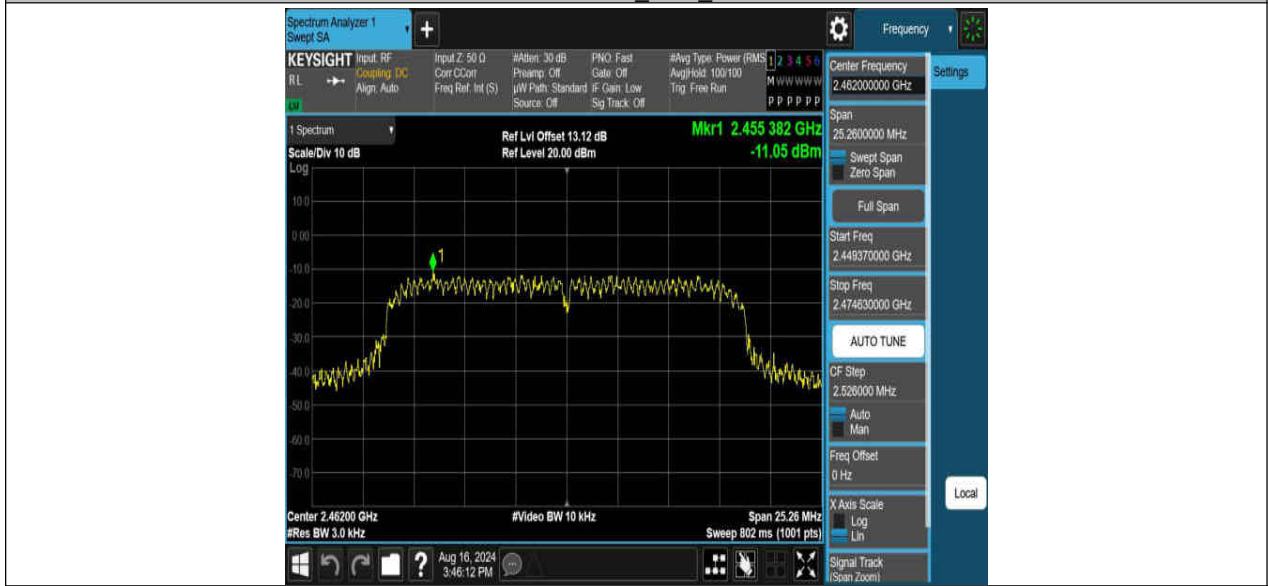 Spectrum Analyzer 1
Swept SA
+
Frequency
KEYSIGHT
RL
Input: RF
Coupling: DC
Align: Auto
Input Z: 50 Ω
Corr CCorr
Freq Ref: Int (S)
#Atten: 30 dB
Preamp: Off
µW Path: Standard
Source: Off
PNO: Fast
Gate: Off
IF Gain: Low
Sig Track: Off
#Avg Type: Power (RMS
Avg|Hold: 100/100
Trig: Free Run
1 2 3 4 5 6
M W W W W W
P P P P P P
1 Spectrum
Scale/Div 10 dB
Log
Ref Lvl Offset 13.12 dB
Ref Level 20.00 dBm
Mkr1 2.455 382 GHz
-11.05 dBm
10.0
0.00
-10.0
-20.0
-30.0
-40.0
-50.0
-60.0
-70.0
1
Center 2.46200 GHz
#Res BW 3.0 kHz
#Video BW 10 kHz
Span 25.26 MHz
Sweep 802 ms (1001 pts)
?
Aug 16, 2024
3:46:12 PM
Center Frequency
2.462000000 GHz
Settings
Span
25.2600000 MHz
Swept Span
Zero Span
Full Span
Start Freq
2.449370000 GHz
Stop Freq
2.474630000 GHz
AUTO TUNE
CF Step
2.526000 MHz
Auto
Man
Freq Offset
0 Hz
X Axis Scale
Log
Lin
Signal Track
(Span Zoom)
Local